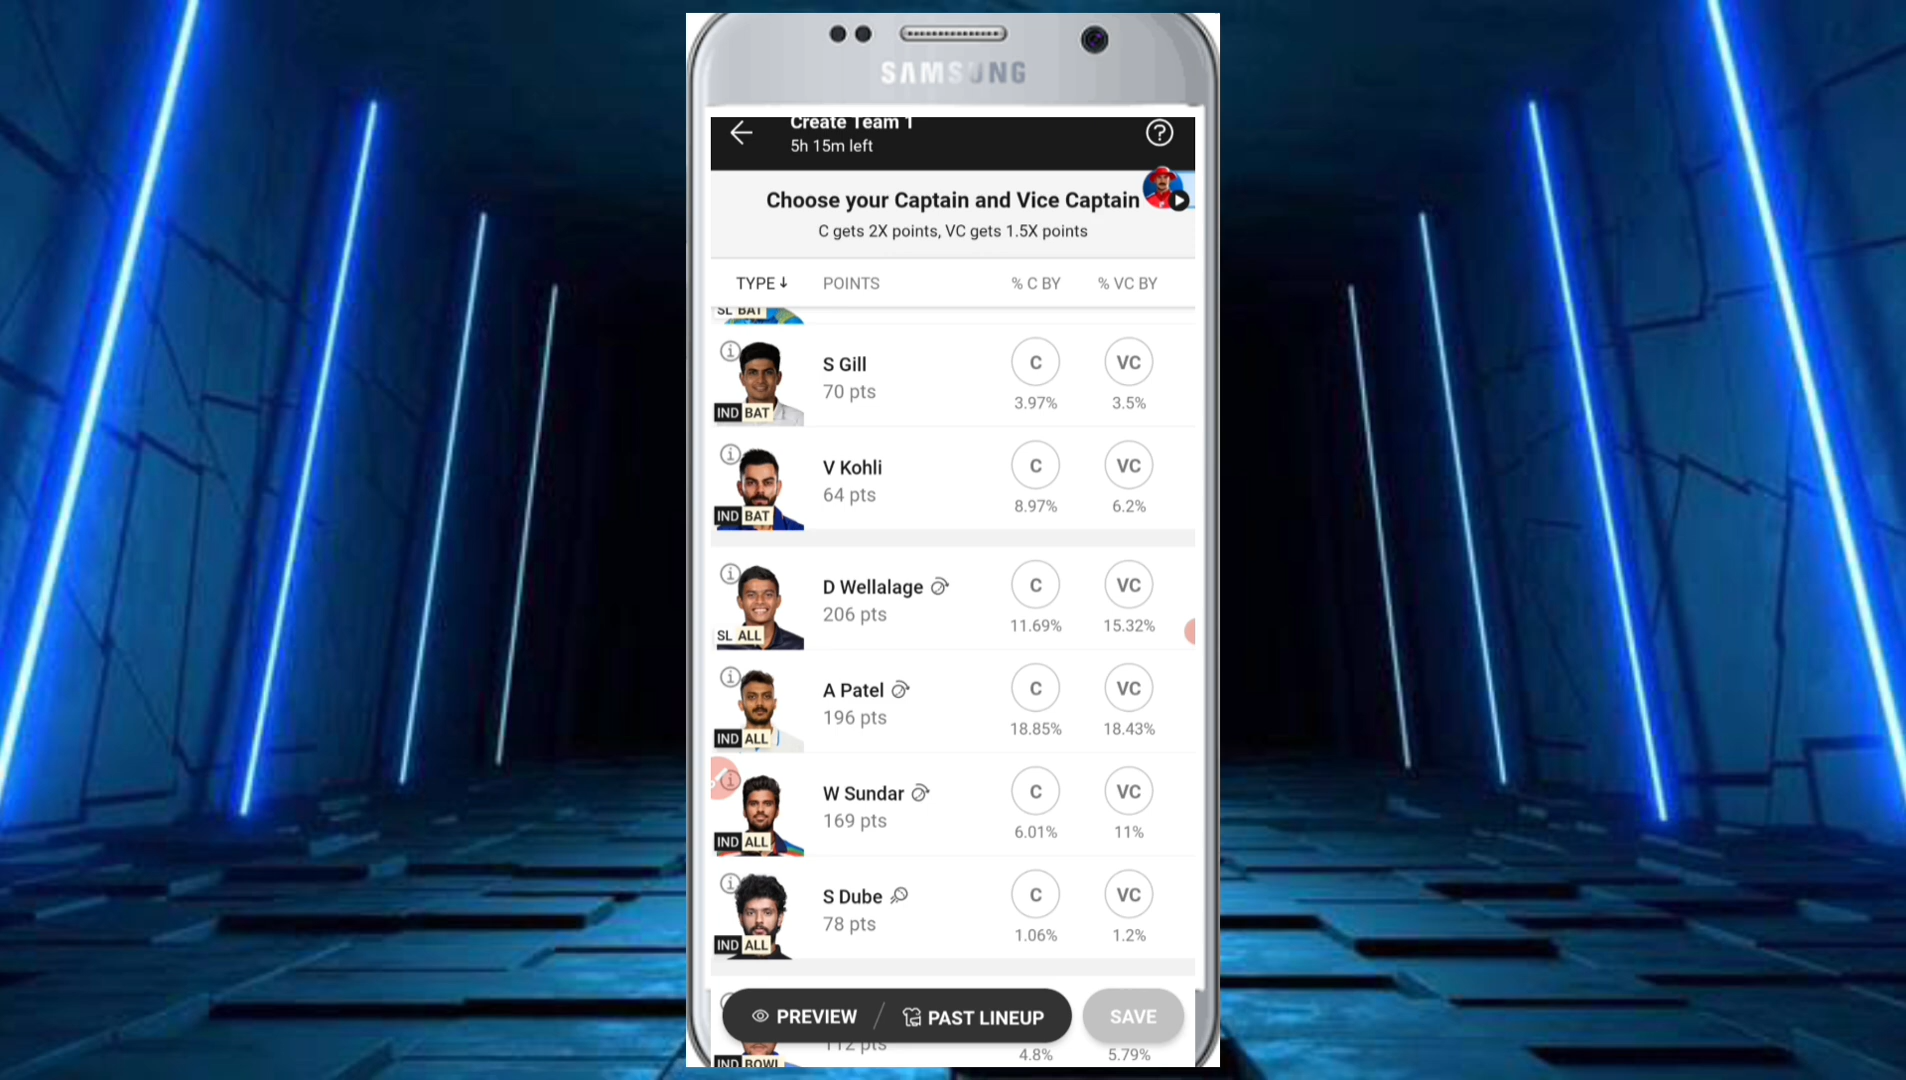 SAMSUNG
Create Team 1
5h 15m left
Choose your Captain and Vice Captain
C gets 2X points, VC gets 1.5X points
TYPE↓ POINTS % C BY % VC BY
SL BAT
S Gill
70 pts
IND BAT
C VC
3.97% 3.5%
V Kohli
64 pts
IND BAT
C VC
8.97% 6.2%
D Wellalage
206 pts
SL ALL
C VC
11.69% 15.32%
A Patel
196 pts
IND ALL
C VC
18.85% 18.43%
W Sundar
169 pts
IND ALL
C VC
6.01% 11%
S Dube
78 pts
IND ALL
C VC
1.06% 1.2%
PREVIEW / PAST LINEUP SAVE
112 pts
4.8% 5.79%
IND BOWL